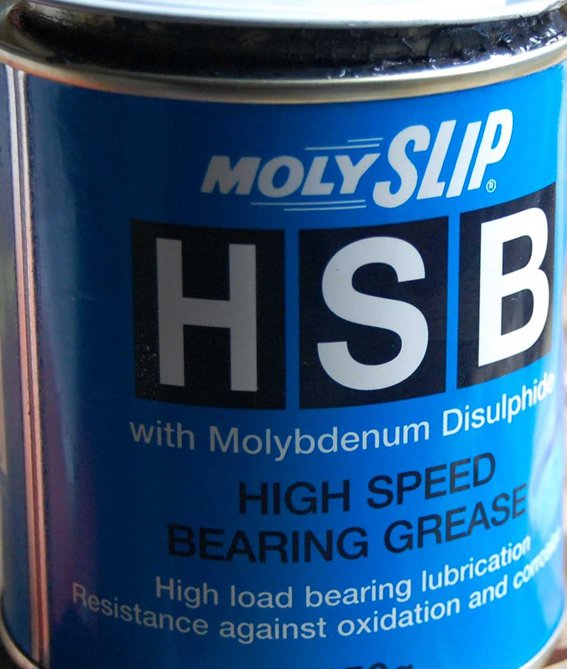 MOLYSLIP®
HSB
with Molybdenum Disulphide
HIGH SPEED
BEARING GREASE
High load bearing lubrication
Resistance against oxidation and